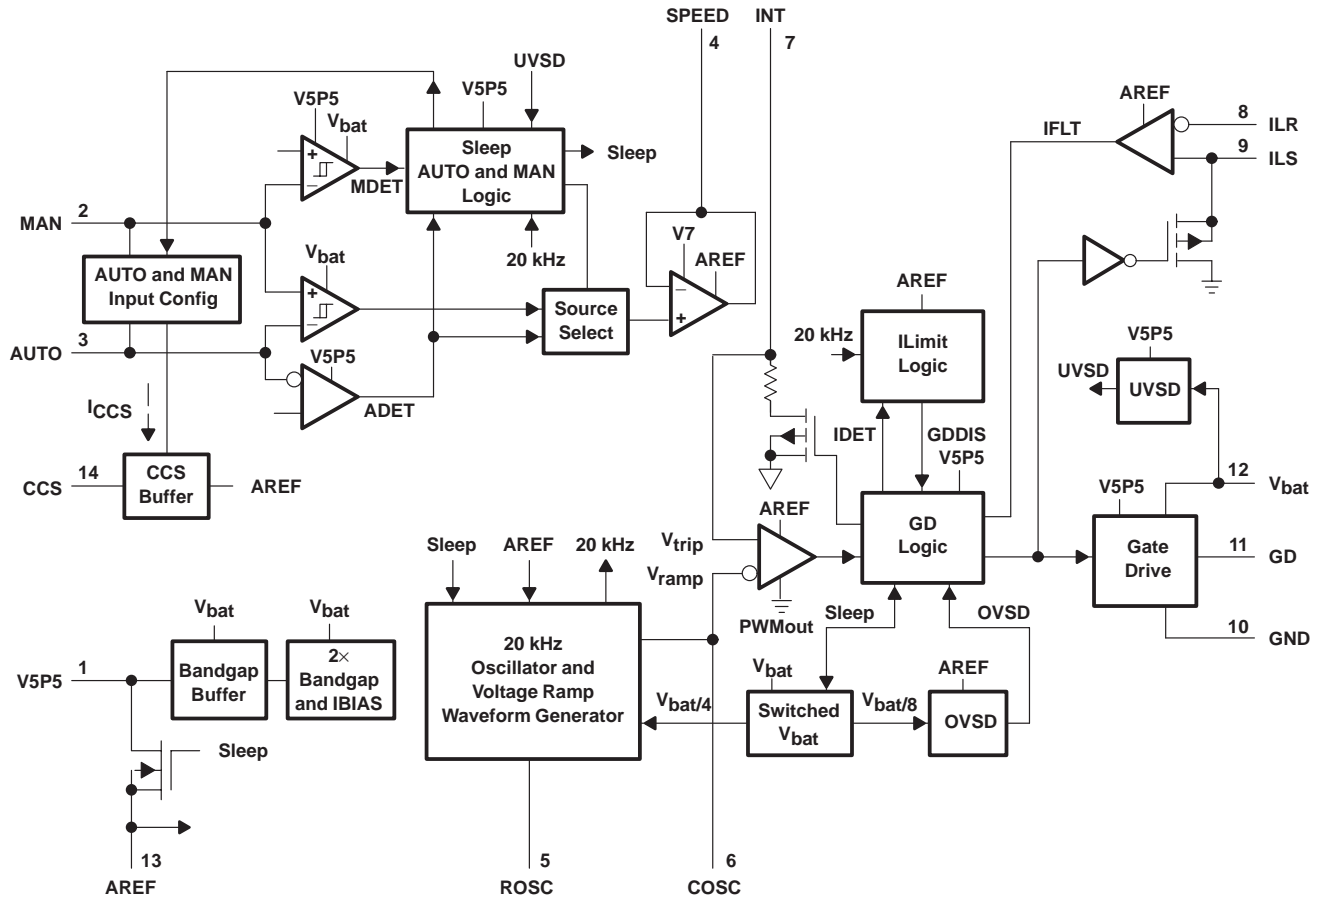 SPEED
INT
4
7
UVSD
V5P5
V5P5
Vbat
AREF
8
ILR
IFLT
+
Sleep
AUTO and MAN
Logic
Sleep
9
ILS
−
MDET
MAN
2
20 kHz
V7
AREF
Vbat
AUTO and MAN
Input Config
+
−
−
+
Source
Select
AREF
20 kHz
ILimit
Logic
V5P5
AUTO
3
V5P5
UVSD
UVSD
ADET
ICCS
IDET
GDDIS
V5P5
CCS
14
CCS
Buffer
AREF
12
Vbat
V5P5
AREF
GD
Logic
Gate
Drive
11
GD
Sleep
AREF
20 kHz
Vtrip
Vramp
PWMout
Sleep
OVSD
10
GND
Vbat
Vbat
20 kHz
Oscillator and
Voltage Ramp
Waveform Generator
V5P5
1
Bandgap
Buffer
2×
Bandgap
and IBIAS
Vbat
AREF
Vbat/4
Switched
Vbat
Vbat/8
OVSD
Sleep
13
AREF
5
ROSC
6
COSC